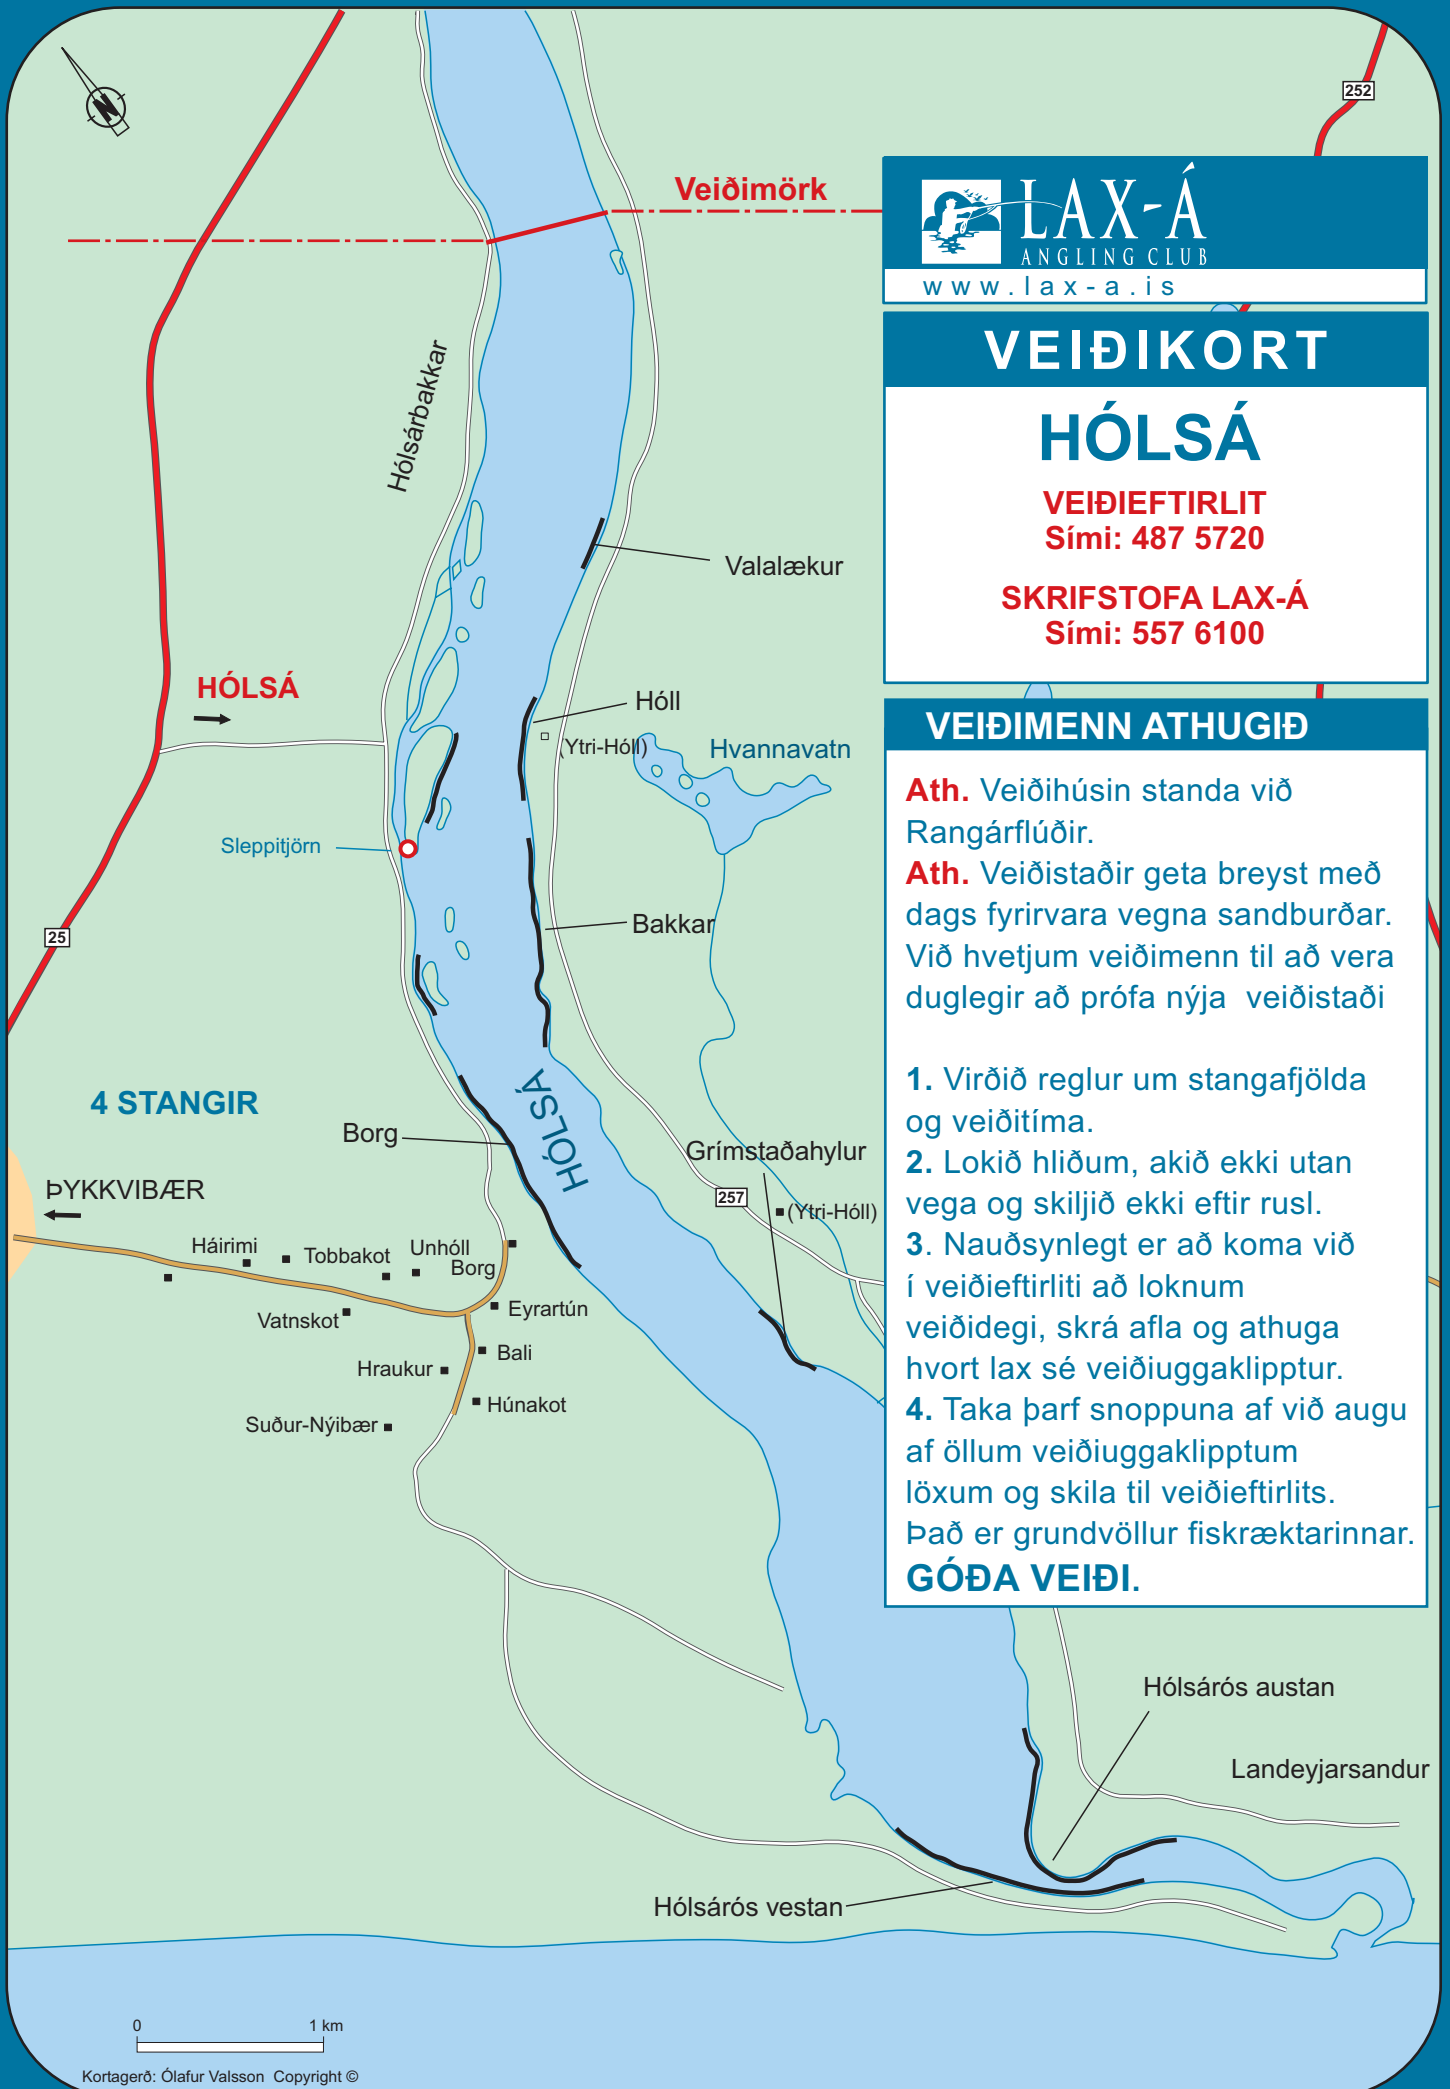 252
Veiðimörk
LAX-Á
ANGLING CLUB
www.lax-a.is
VEIÐIKORT
HÓLSÁ
VEIÐIEFTIRLIT
Sími: 487 5720
SKRIFSTOFA LAX-Á
Sími: 557 6100
VEIÐIMENN ATHUGIÐ
Ath. Veiðihúsin standa við
Rangárflúðir.
Ath. Veiðistaðir geta breyst með
dags fyrirvara vegna sandburðar.
Við hvetjum veiðimenn til að vera
duglegir að prófa nýja veiðistaði
1. Virðið reglur um stangafjölda
og veiðitíma.
2. Lokið hliðum, akið ekki utan
vega og skiljið ekki eftir rusl.
3. Nauðsynlegt er að koma við
í veiðieftirliti að loknum
veiðidegi, skrá afla og athuga
hvort lax sé veiðiuggaklipptur.
4. Taka þarf snoppuna af við augu
af öllum veiðiuggaklipptum
löxum og skila til veiðieftirlits.
Það er grundvöllur fiskræktarinnar.
GÓÐA VEIÐI.
N
Hólsárbakkar
Valalækur
HÓLSÁ
Hóll
(Ytri-Hóll)
Hvannavatn
Sleppitjörn
Bakkar
25
HÓLSÁ
4 STANGIR
Borg
Grímstaðahylur
257
(Ytri-Hóll)
ÞYKKVIBÆR
Háirimi
Tobbakot
Unhóll
Borg
Vatnskot
Eyrartún
Bali
Hraukur
Húnakot
Suður-Nýibær
Hólsárós austan
Landeyjarsandur
Hólsárós vestan
0 1 km
Kortagerð: Ólafur Valsson Copyright ©